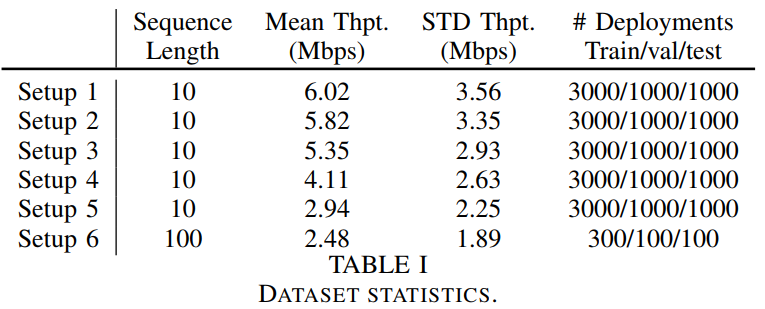 Sequence Mean Thpt. STD Thpt. # Deployments
Length (Mbps) (Mbps) Train/val/test
Setup 1 10 6.02 3.56 3000/1000/1000
Setup 2 10 5.82 3.35 3000/1000/1000
Setup 3 10 5.35 2.93 3000/1000/1000
Setup 4 10 4.11 2.63 3000/1000/1000
Setup 5 10 2.94 2.25 3000/1000/1000
Setup 6 100 2.48 1.89 300/100/100
TABLE I
DATASET STATISTICS.